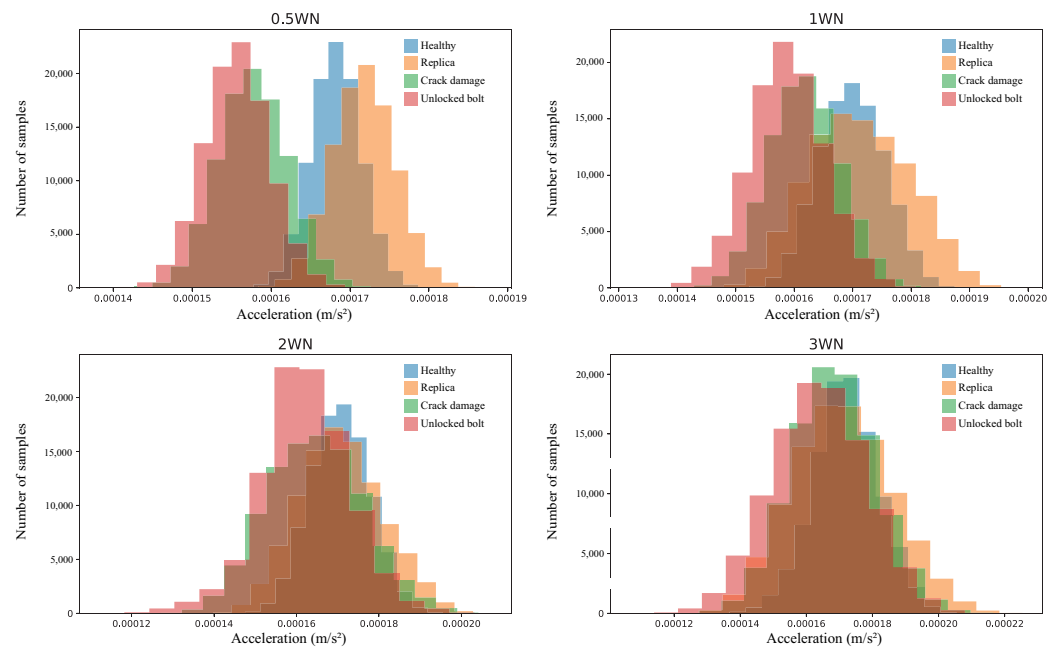 0.5WN
Number of samples
20,000
15,000
10,000
5,000
0
Healthy
Replica
Crack damage
Unlocked bolt
0.00014 0.00015 0.00016 0.00017 0.00018 0.00019
Acceleration (m/s²)
1WN
Number of samples
20,000
15,000
10,000
5,000
0
Healthy
Replica
Crack damage
Unlocked bolt
0.00013 0.00014 0.00015 0.00016 0.00017 0.00018 0.00019 0.00020
Acceleration (m/s²)
2WN
Number of samples
20,000
15,000
10,000
5,000
0
Healthy
Replica
Crack damage
Unlocked bolt
0.00012 0.00014 0.00016 0.00018 0.00020
Acceleration (m/s²)
3WN
Number of samples
20,000
15,000
10,000
5,000
0
Healthy
Replica
Crack damage
Unlocked bolt
0.00012 0.00014 0.00016 0.00018 0.00020 0.00022
Acceleration (m/s²)